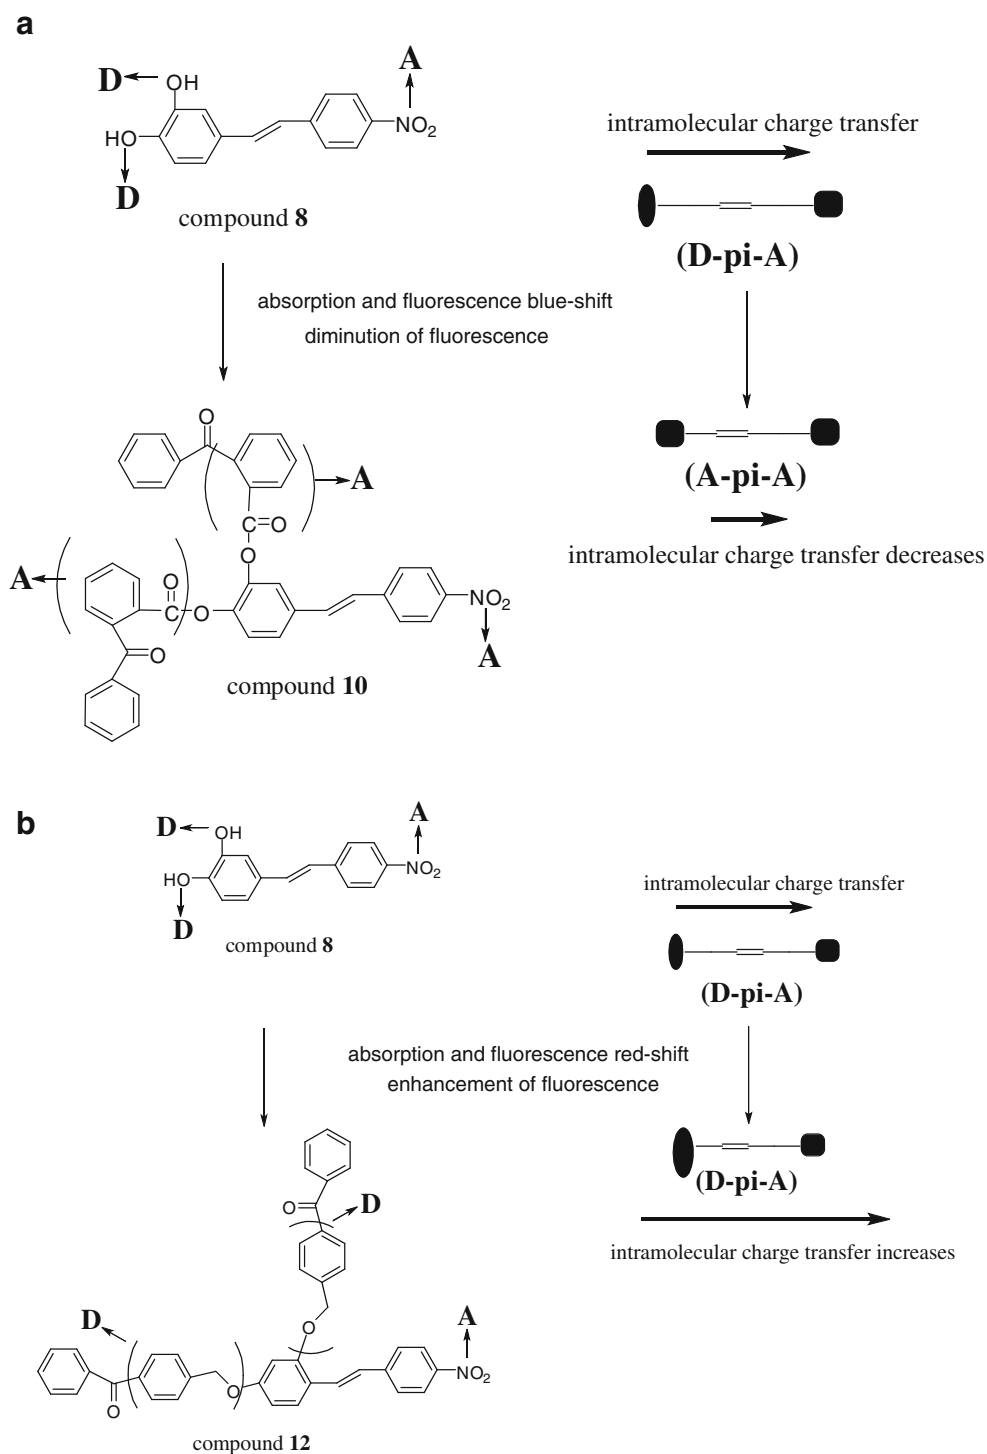 a
D
OH
HO
D
A
NO2
compound 8
intramolecular charge transfer
(D-pi-A)
absorption and fluorescence blue-shift
diminution of fluorescence
(A-pi-A)
intramolecular charge transfer decreases
O
A
C=O
O
A
O
C
O
O
NO2
A
compound 10
b
D
OH
HO
D
A
NO2
compound 8
intramolecular charge transfer
(D-pi-A)
absorption and fluorescence red-shift
enhancement of fluorescence
(D-pi-A)
intramolecular charge transfer increases
O
D
O
D
A
NO2
O
O
compound 12